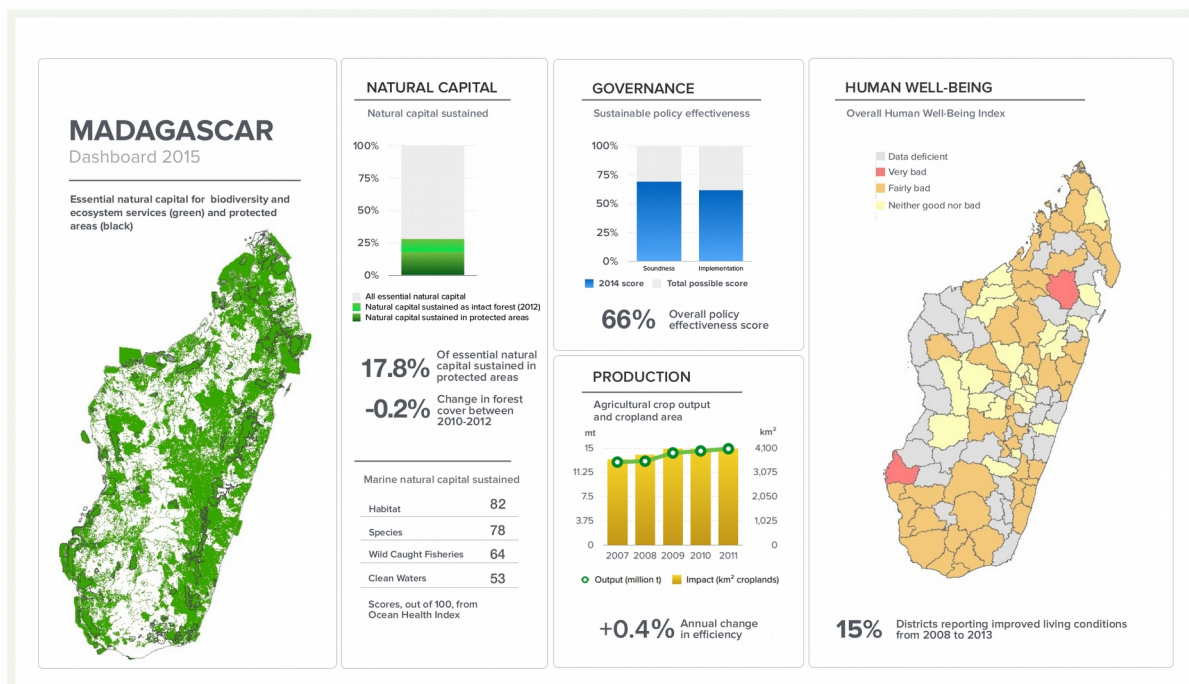 MADAGASCAR
Dashboard 2015
Essential natural capital for biodiversity and
ecosystem services (green) and protected
areas (black)
NATURAL CAPITAL
Natural capital sustained
100%
75%
50%
25%
0%
All essential natural capital
Natural capital sustained as intact forest (2012)
Natural capital sustained in protected areas
17.8%
Of essential natural
capital sustained in
protected areas
-0.2%
Change in forest
cover between
2010-2012
Marine natural capital sustained
Habitat 82
Species 78
Wild Caught Fisheries 64
Clean Waters 53
Scores, out of 100, from
Ocean Health Index
GOVERNANCE
Sustainable policy effectiveness
100%
75%
50%
25%
0%
Soundness Implementation
2014 score Total possible score
66%
Overall policy
effectiveness score
PRODUCTION
Agricultural crop output
and cropland area
mt km²
15 4,100
11.25 3,075
7.5 2,050
3.75 1,025
0 0
2007 2008 2009 2010 2011
Output (million t) Impact (km² croplands)
+0.4%
Annual change
in efficiency
HUMAN WELL-BEING
Overall Human Well-Being Index
Data deficient
Very bad
Fairly bad
Neither good nor bad
15%
Districts reporting improved living conditions
from 2008 to 2013